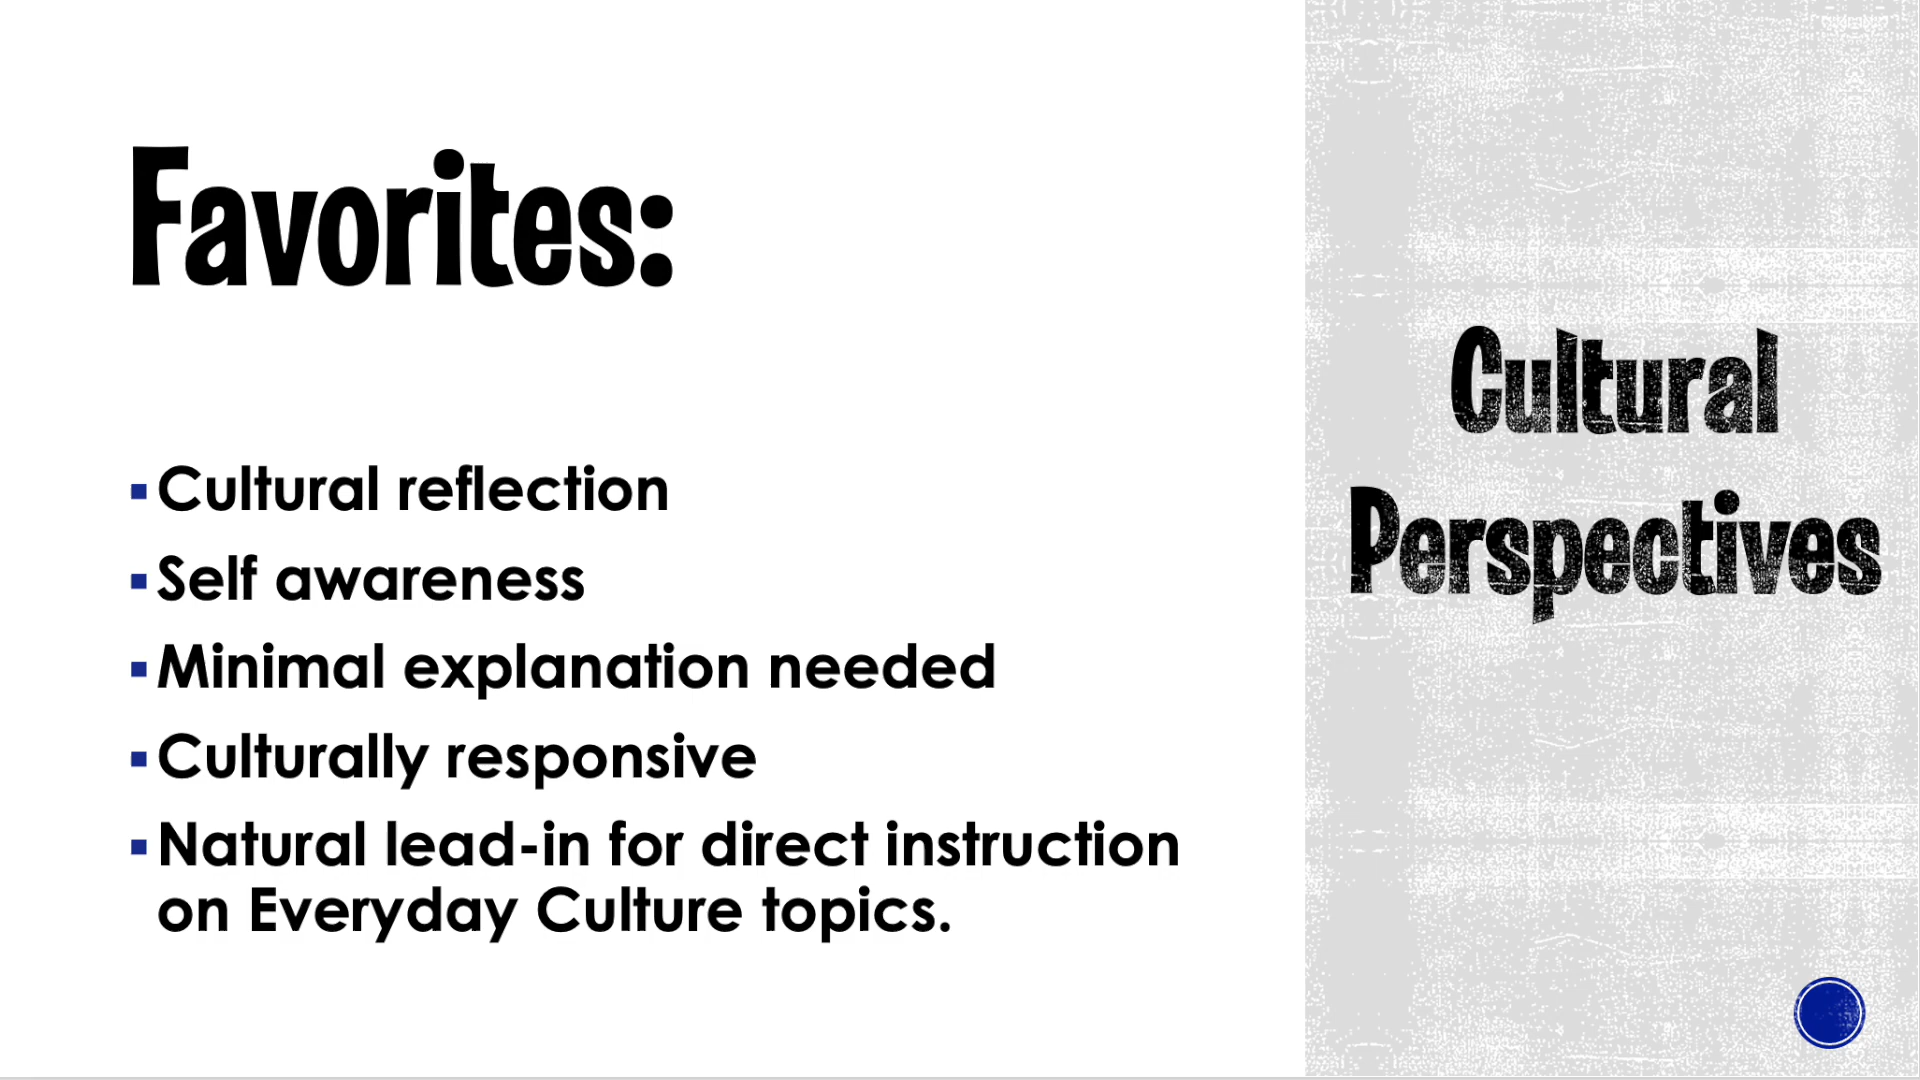 Favorites:
▪Cultural reflection
▪Self awareness
▪Minimal explanation needed
▪Culturally responsive
▪Natural lead-in for direct instruction
on Everyday Culture topics.
Cultural
Perspectives